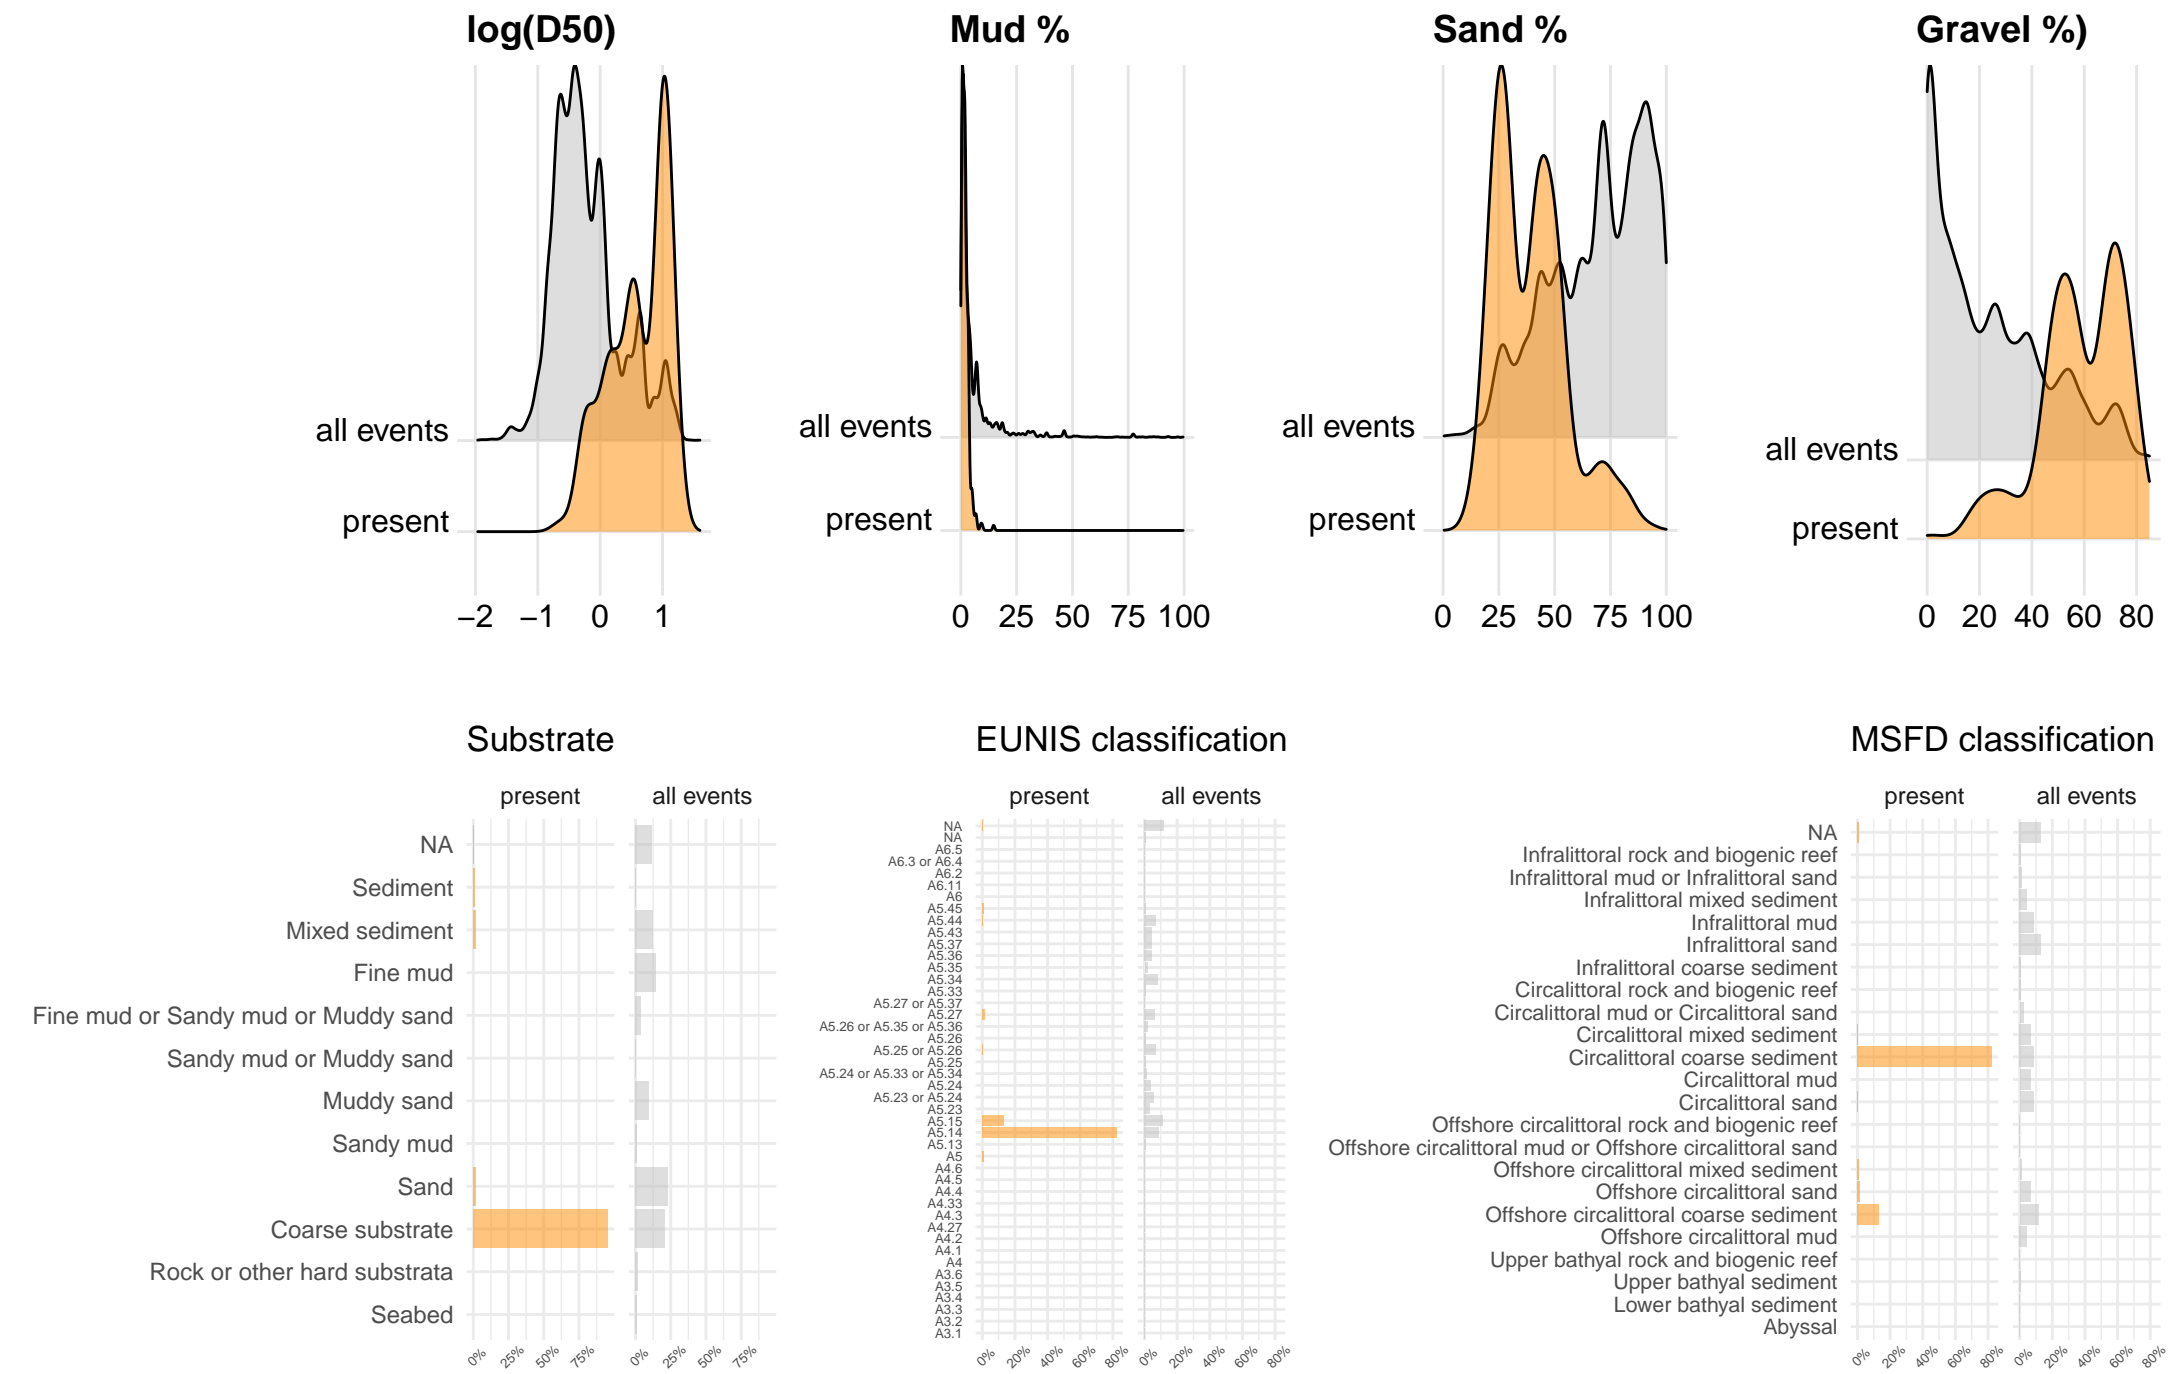 log(D50)
Mud %
Sand %
Gravel %)
all events
present
−2 −1 0 1
all events
present
0 25 50 75 100
all events
present
0 25 50 75 100
all events
present
0 20 40 60 80
Substrate
present all events
NA
Sediment
Mixed sediment
Fine mud
Fine mud or Sandy mud or Muddy sand
Sandy mud or Muddy sand
Muddy sand
Sandy mud
Sand
Coarse substrate
Rock or other hard substrata
Seabed
0% 25% 50% 75% 0% 25% 50% 75%
EUNIS classification
present all events
NA
NA
A6.5
A6.3 or A6.4
A6.2
A6.11
A6
A5.45
A5.44
A5.43
A5.37
A5.36
A5.35
A5.34
A5.33
A5.27 or A5.37
A5.27
A5.26 or A5.35 or A5.36
A5.26
A5.25 or A5.26
A5.25
A5.24 or A5.33 or A5.34
A5.24
A5.23 or A5.24
A5.23
A5.15
A5.14
A5.13
A5
A4.6
A4.5
A4.4
A4.33
A4.3
A4.27
A4.2
A4.1
A4
A3.6
A3.5
A3.4
A3.3
A3.2
A3.1
0% 20% 40% 60% 80% 0% 20% 40% 60% 80%
MSFD classification
present all events
NA
Infralittoral rock and biogenic reef
Infralittoral mud or Infralittoral sand
Infralittoral mixed sediment
Infralittoral mud
Infralittoral sand
Infralittoral coarse sediment
Circalittoral rock and biogenic reef
Circalittoral mud or Circalittoral sand
Circalittoral mixed sediment
Circalittoral coarse sediment
Circalittoral mud
Circalittoral sand
Offshore circalittoral rock and biogenic reef
Offshore circalittoral mud or Offshore circalittoral sand
Offshore circalittoral mixed sediment
Offshore circalittoral sand
Offshore circalittoral coarse sediment
Offshore circalittoral mud
Upper bathyal rock and biogenic reef
Upper bathyal sediment
Lower bathyal sediment
Abyssal
0% 20% 40% 60% 80% 0% 20% 40% 60% 80%